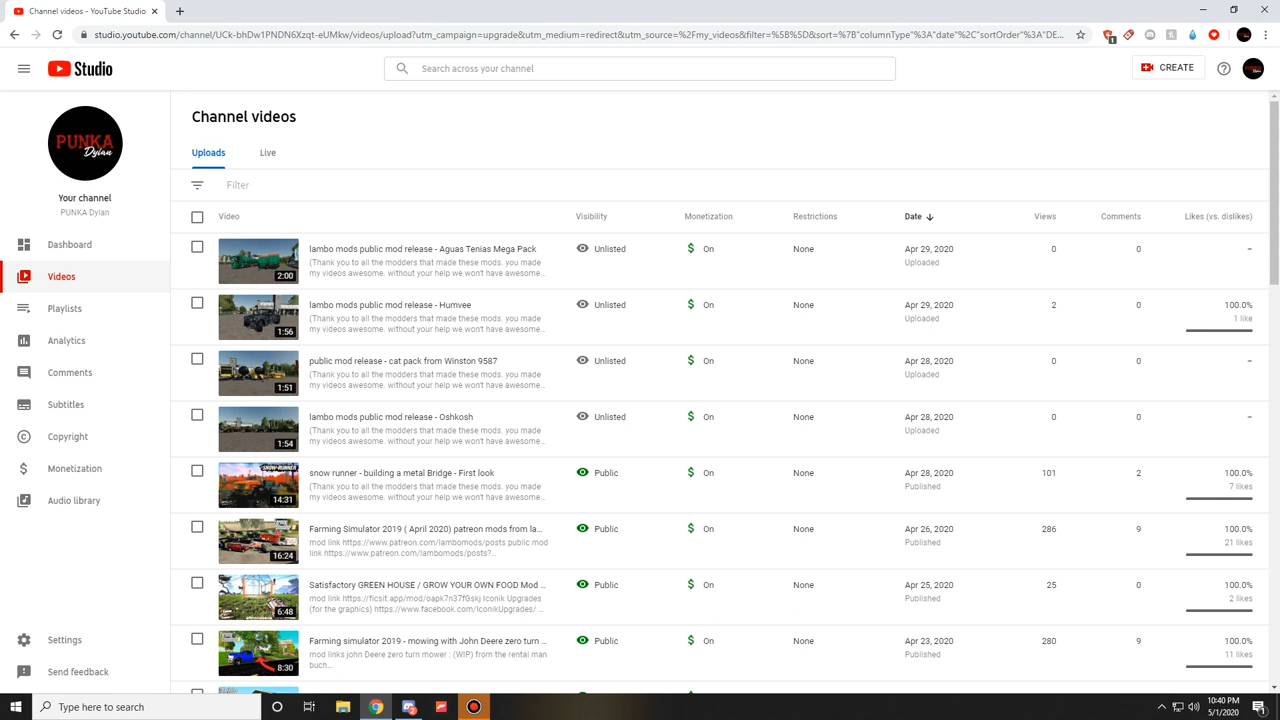 Channel videos - YouTube Studio
studio.youtube.com/channel/UCk-bhDw1PNDN6Xzqt-eUMkw/videos/upload?utm_campaign=upgrade&utm_medium=redirect&utm_source=%2Fmy_videos&filter=%5B%5D&sort=%7B"columnType"%3A"date"%2C"sortOrder"%3A"DE...
1
Studio
Search across your channel
CREATE
PUNKA
Dylan
Your channel
PUNKA Dylan
Dashboard
Videos
Playlists
Analytics
Comments
Subtitles
Copyright
Monetization
Audio library
Settings
Send feedback
Channel videos
Uploads Live
Filter
Video Visibility Monetization Restrictions Date Views Comments Likes (vs. dislikes)
2:00
lambo mods public mod release - Aguas Tenias Mega Pack Unlisted On None Apr 29, 2020 0 0 –
(Thank you to all the modders that made these mods. you made Uploaded
my videos awesome. without your help we won't have awesome...
1:56
lambo mods public mod release - Humvee Unlisted On None Apr 29, 2020 2 0 100.0%
(Thank you to all the modders that made these mods. you made Uploaded 1 like
my videos awesome. without your help we won't have awesome...
1:51
public mod release - cat pack from Winston 9587 Unlisted On None Apr 28, 2020 0 0 –
(Thank you to all the modders that made these mods. you made Uploaded
my videos awesome. without your help we won't have awesome...
1:54
lambo mods public mod release - Oshkosh Unlisted On None Apr 28, 2020 0 0 –
(Thank you to all the modders that made these mods. you made Uploaded
my videos awesome. without your help we won't have awesome...
14:31
snow runner - building a metal Bridge - First look Public On None Apr 28, 2020 101 2 100.0%
(Thank you to all the modders that made these mods. you made Published 7 likes
my videos awesome. without your help we won't have awesome...
16:24
Farming Simulator 2019 ( April 2020) patreon mods from la... Public On None Apr 26, 2020 286 9 100.0%
mod link https://www.patreon.com/lambomods/posts public mod Published 21 likes
link https://www.patreon.com/lambomods/posts?...
6:48
Satisfactory GREEN HOUSE / GROW YOUR OWN FOOD Mod ... Public On None Apr 25, 2020 25 0 100.0%
mod link https://ficsit.app/mod/oapk7n37fGskj Iconik Upgrades Published 2 likes
(for the graphics) https://www.facebook.com/IconikUpgrades/ ...
8:30
Farming simulator 2019 - mowing with John Deere zero turn ... Public On None Apr 23, 2020 280 9 100.0%
mod links john Deere zero turn mower : (WIP) from the rental man Published 11 likes
buch...
Type here to search
10:40 PM
5/1/2020
1